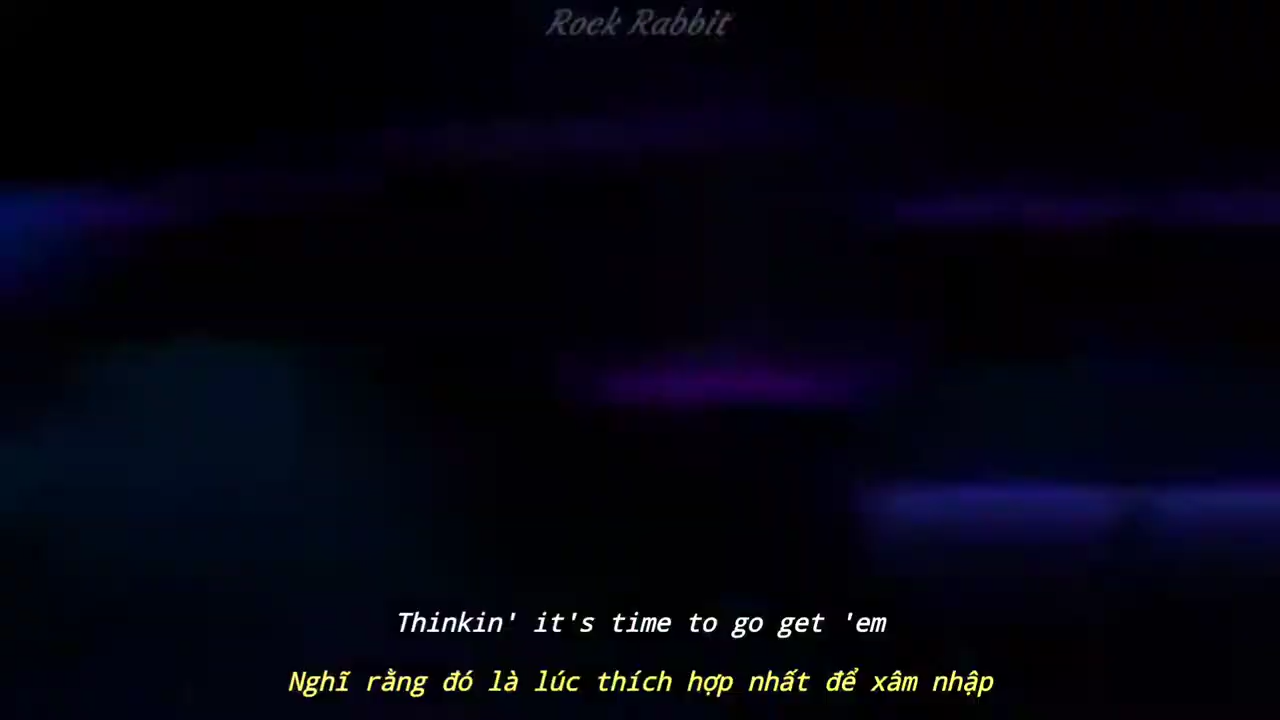 Rock Rabbit
Thinkin' it's time to go get 'em
Nghĩ rằng đó là lúc thích hợp nhất để xâm nhập